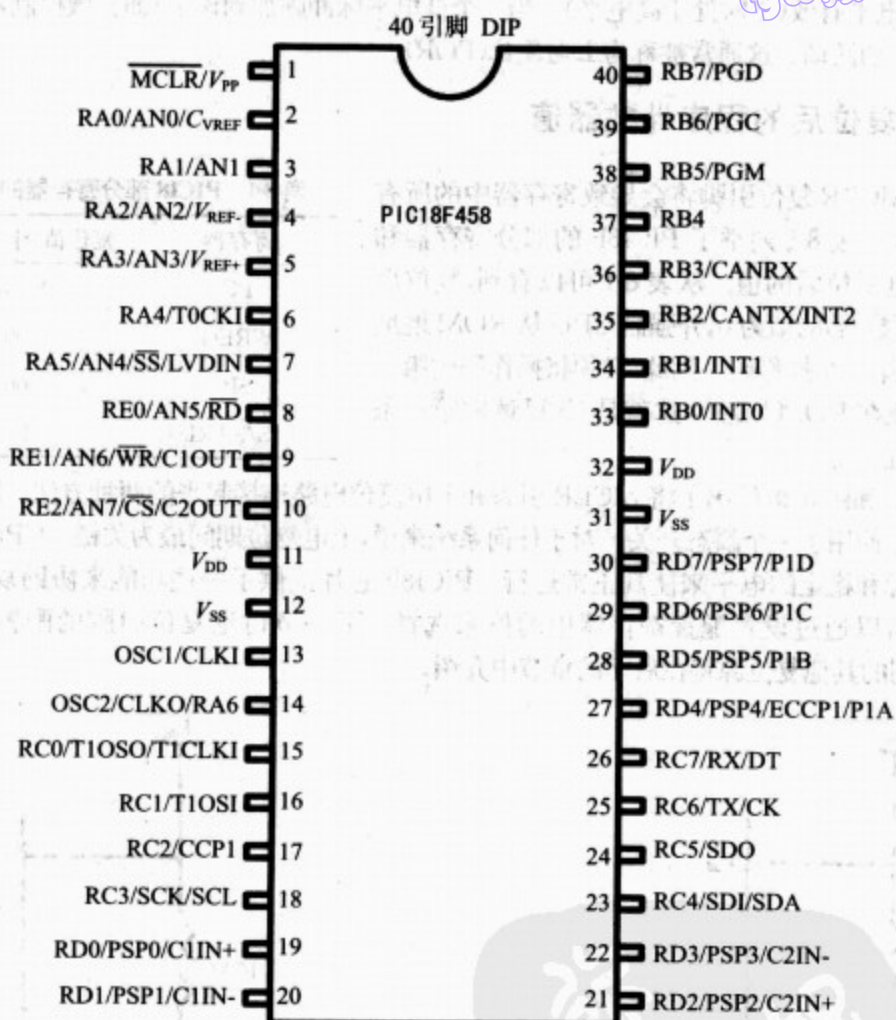 40 引脚 DIP
PIC18F458
MCLR/VPP 1
RA0/AN0/CVREF 2
RA1/AN1 3
RA2/AN2/VREF- 4
RA3/AN3/VREF+ 5
RA4/T0CKI 6
RA5/AN4/SS/LVDIN 7
RE0/AN5/RD 8
RE1/AN6/WR/C1OUT 9
RE2/AN7/CS/C2OUT 10
VDD 11
VSS 12
OSC1/CLKI 13
OSC2/CLKO/RA6 14
RC0/T1OSO/T1CLKI 15
RC1/T1OSI 16
RC2/CCP1 17
RC3/SCK/SCL 18
RD0/PSP0/C1IN+ 19
RD1/PSP1/C1IN- 20
40 RB7/PGD
39 RB6/PGC
38 RB5/PGM
37 RB4
36 RB3/CANRX
35 RB2/CANTX/INT2
34 RB1/INT1
33 RB0/INT0
32 VDD
31 VSS
30 RD7/PSP7/P1D
29 RD6/PSP6/P1C
28 RD5/PSP5/P1B
27 RD4/PSP4/ECCP1/P1A
26 RC7/RX/DT
25 RC6/TX/CK
24 RC5/SDO
23 RC4/SDI/SDA
22 RD3/PSP3/C2IN-
21 RD2/PSP2/C2IN+